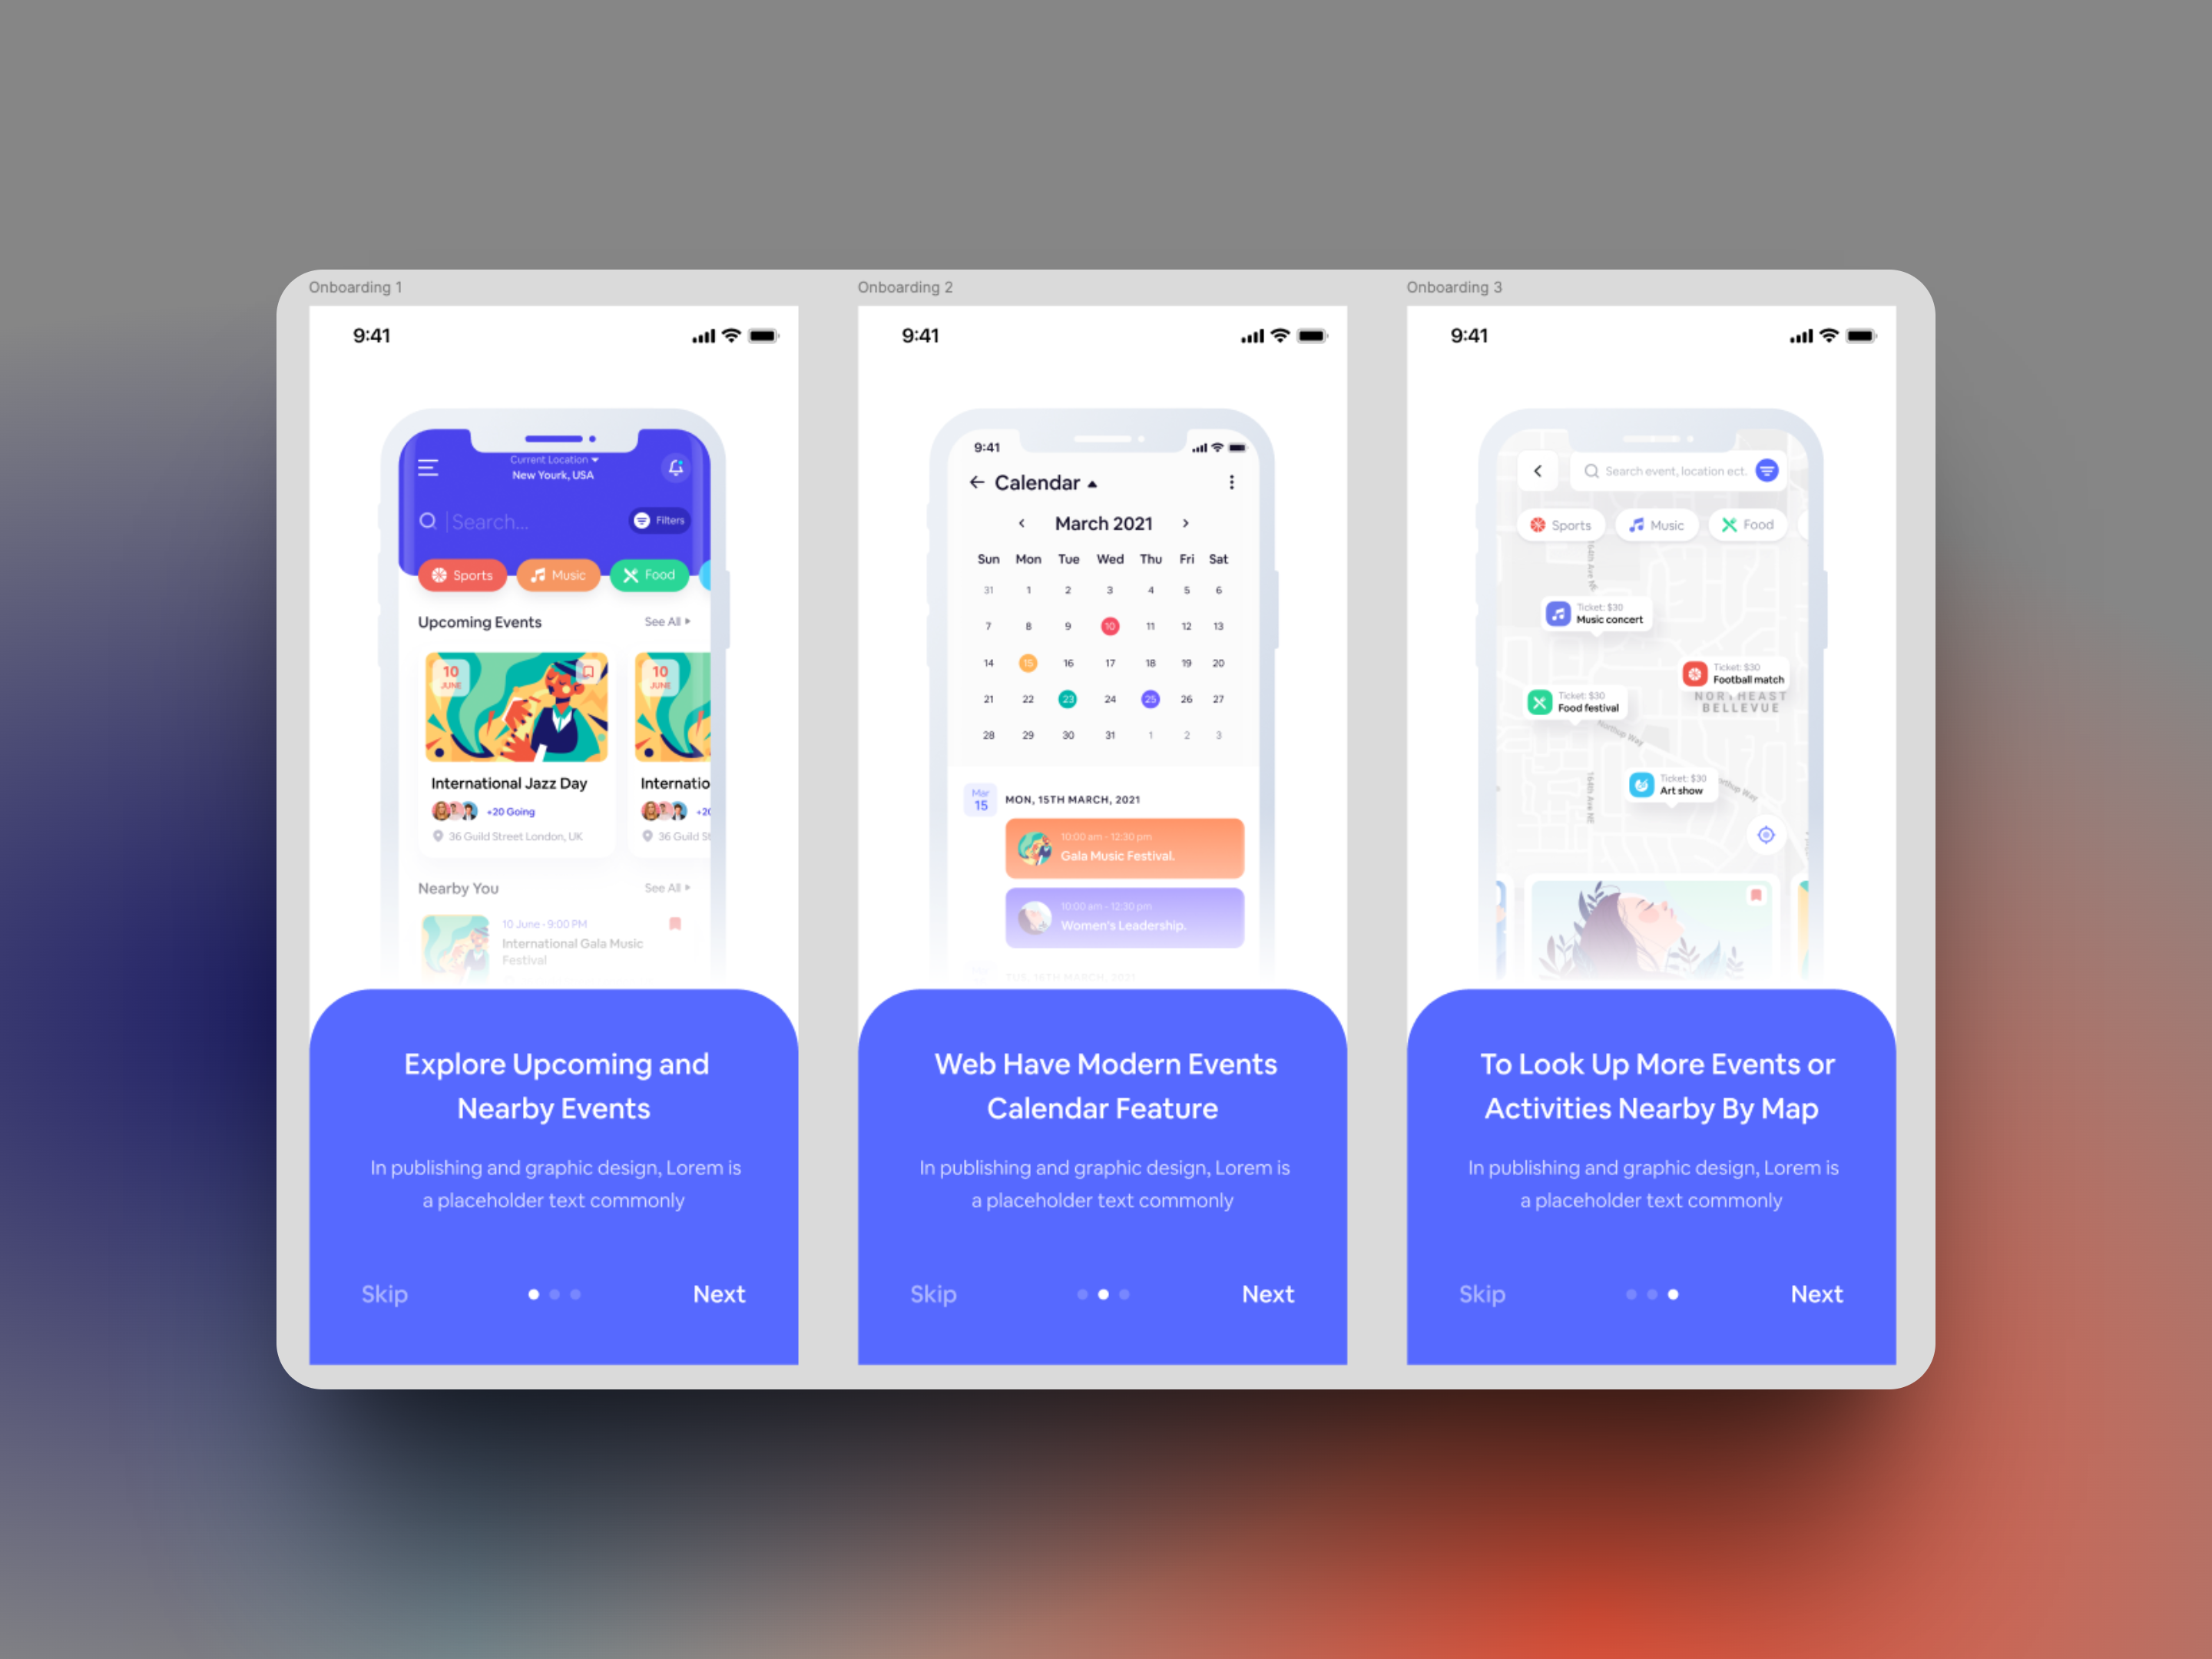 Onboarding 1
9:41
Current Location
New Yourk, USA
Search...
Filters
Sports
Music
Food
Upcoming Events
See All
10
JUNE
10
JUNE
International Jazz Day
Internatio
+20 Going
+20
36 Guild Street London, UK
36 Guild St
Nearby You
See All
10 June - 9:00 PM
International Gala Music
Festival
Explore Upcoming and
Nearby Events
In publishing and graphic design, Lorem is
a placeholder text commonly
Skip
Next
Onboarding 2
9:41
9:41
Calendar
March 2021
Sun Mon Tue Wed Thu Fri Sat
31 1 2 3 4 5 6
7 8 9 10 11 12 13
14 15 16 17 18 19 20
21 22 23 24 25 26 27
28 29 30 31 1 2 3
Mar
15
MON, 15TH MARCH, 2021
10:00 am - 12:30 pm
Gala Music Festival.
10:00 am - 12:30 pm
Women's Leadership.
TUE, 16TH MARCH, 2021
Web Have Modern Events
Calendar Feature
In publishing and graphic design, Lorem is
a placeholder text commonly
Skip
Next
Onboarding 3
9:41
Search event, location ect.
Sports
Music
Food
164th Ave NE
Ticket: $30
Music concert
Ticket: $30
Football match
NORTHEAST
BELLEVUE
Ticket: $30
Food festival
Northup Way
Ticket: $30
Art show
164th Ave NE
To Look Up More Events or
Activities Nearby By Map
In publishing and graphic design, Lorem is
a placeholder text commonly
Skip
Next